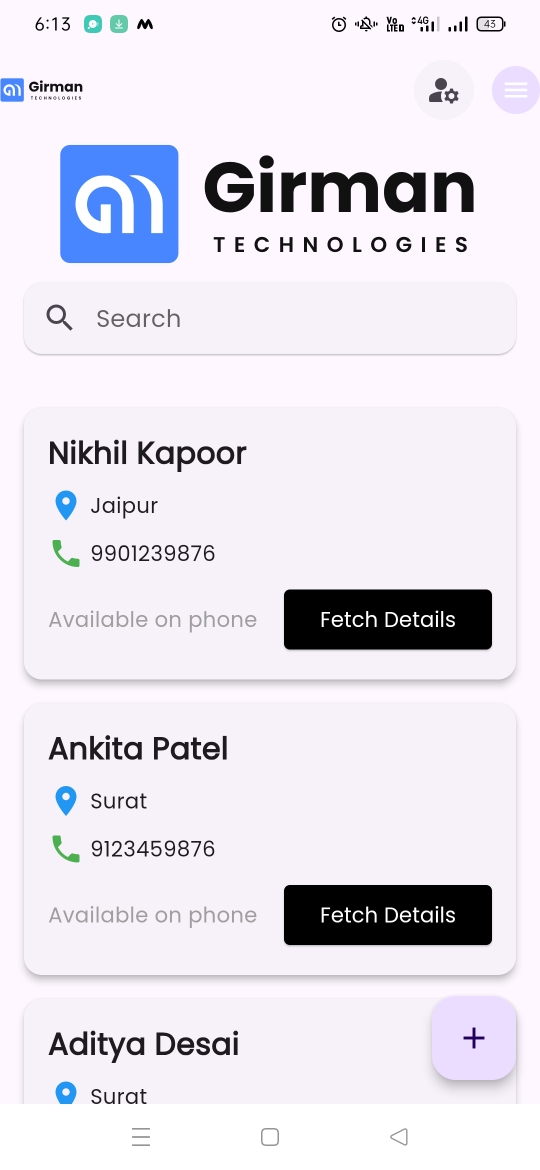 6:13
Vo LTED 4G 43
Girman
TECHNOLOGIES
Girman
TECHNOLOGIES
Search
Nikhil Kapoor
Jaipur
9901239876
Available on phone Fetch Details
Ankita Patel
Surat
9123459876
Available on phone Fetch Details
Aditya Desai
+
Surat